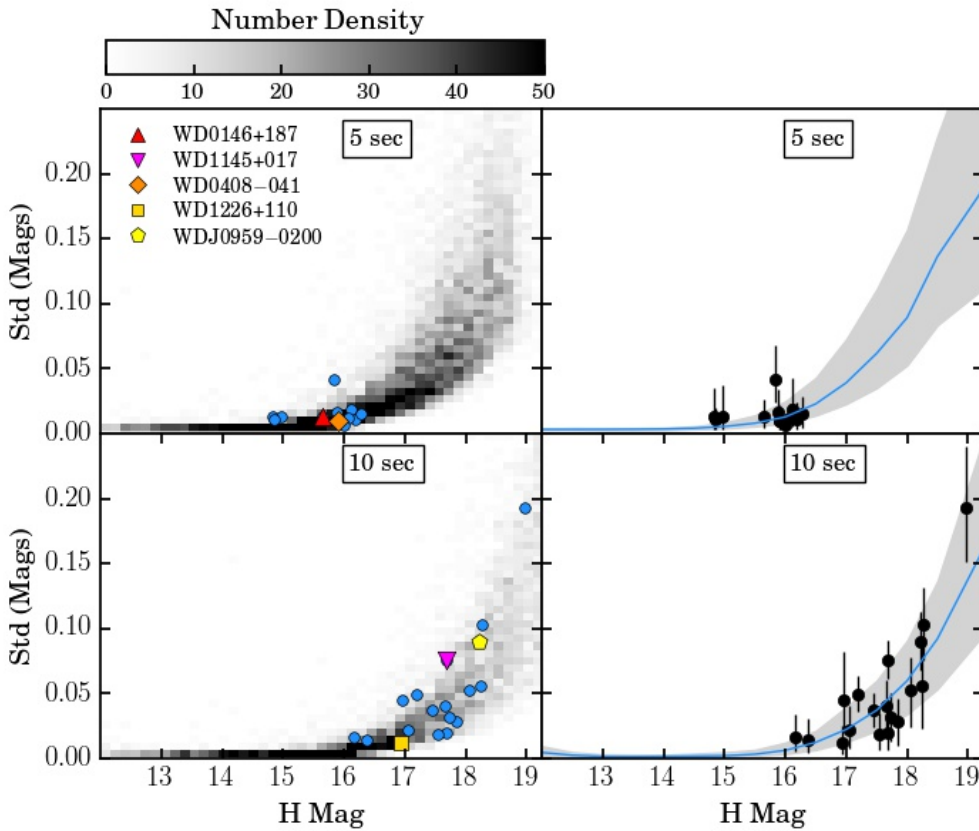 Number Density
0 10 20 30 40 50
WD0146+187
WD1145+017
WD0408−041
WD1226+110
WDJ0959−0200
5 sec
5 sec
0.20
0.15
0.10
0.05
0.00
Std (Mags)
10 sec
10 sec
0.20
0.15
0.10
0.05
0.00
Std (Mags)
13 14 15 16 17 18 19
13 14 15 16 17 18 19
H Mag
H Mag